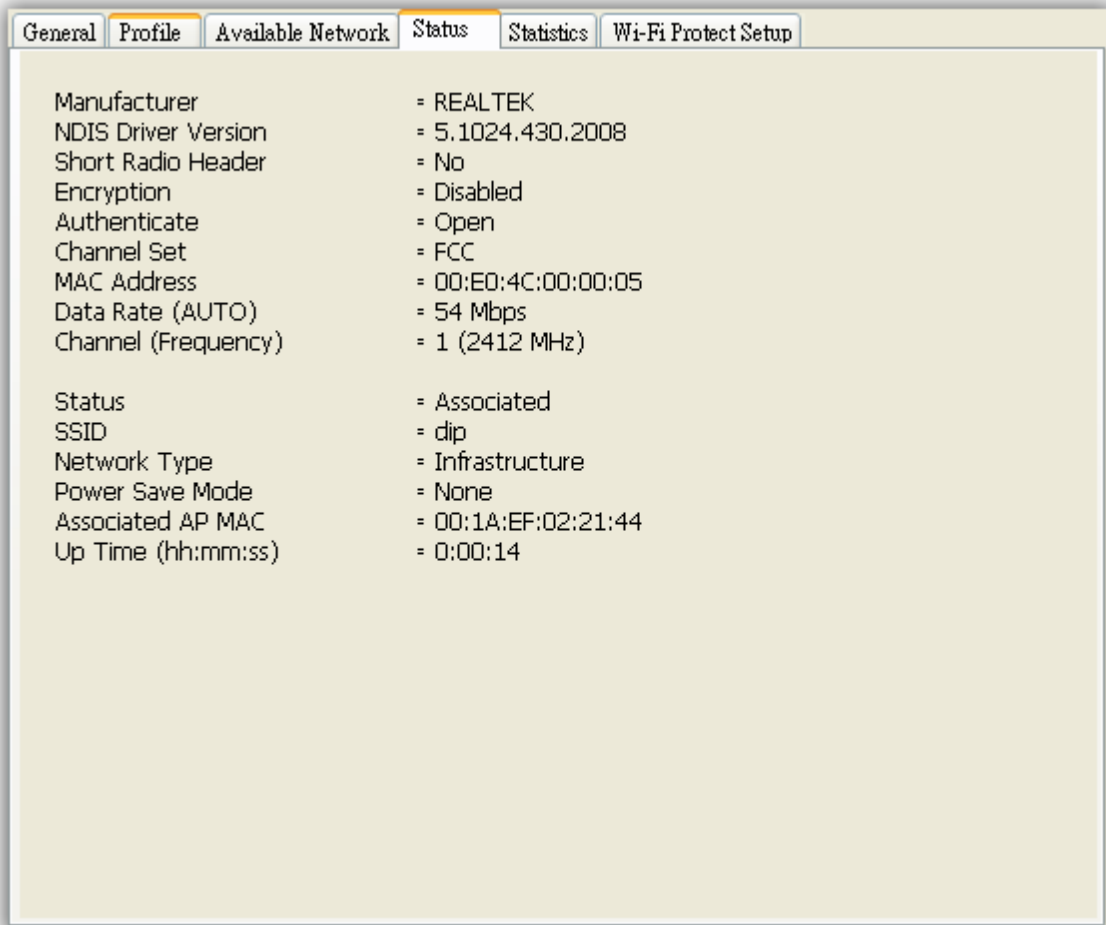 General Profile Available Network Status Statistics Wi-Fi Protect Setup
Manufacturer = REALTEK
NDIS Driver Version = 5.1024.430.2008
Short Radio Header = No
Encryption = Disabled
Authenticate = Open
Channel Set = FCC
MAC Address = 00:E0:4C:00:00:05
Data Rate (AUTO) = 54 Mbps
Channel (Frequency) = 1 (2412 MHz)
Status = Associated
SSID = dip
Network Type = Infrastructure
Power Save Mode = None
Associated AP MAC = 00:1A:EF:02:21:44
Up Time (hh:mm:ss) = 0:00:14